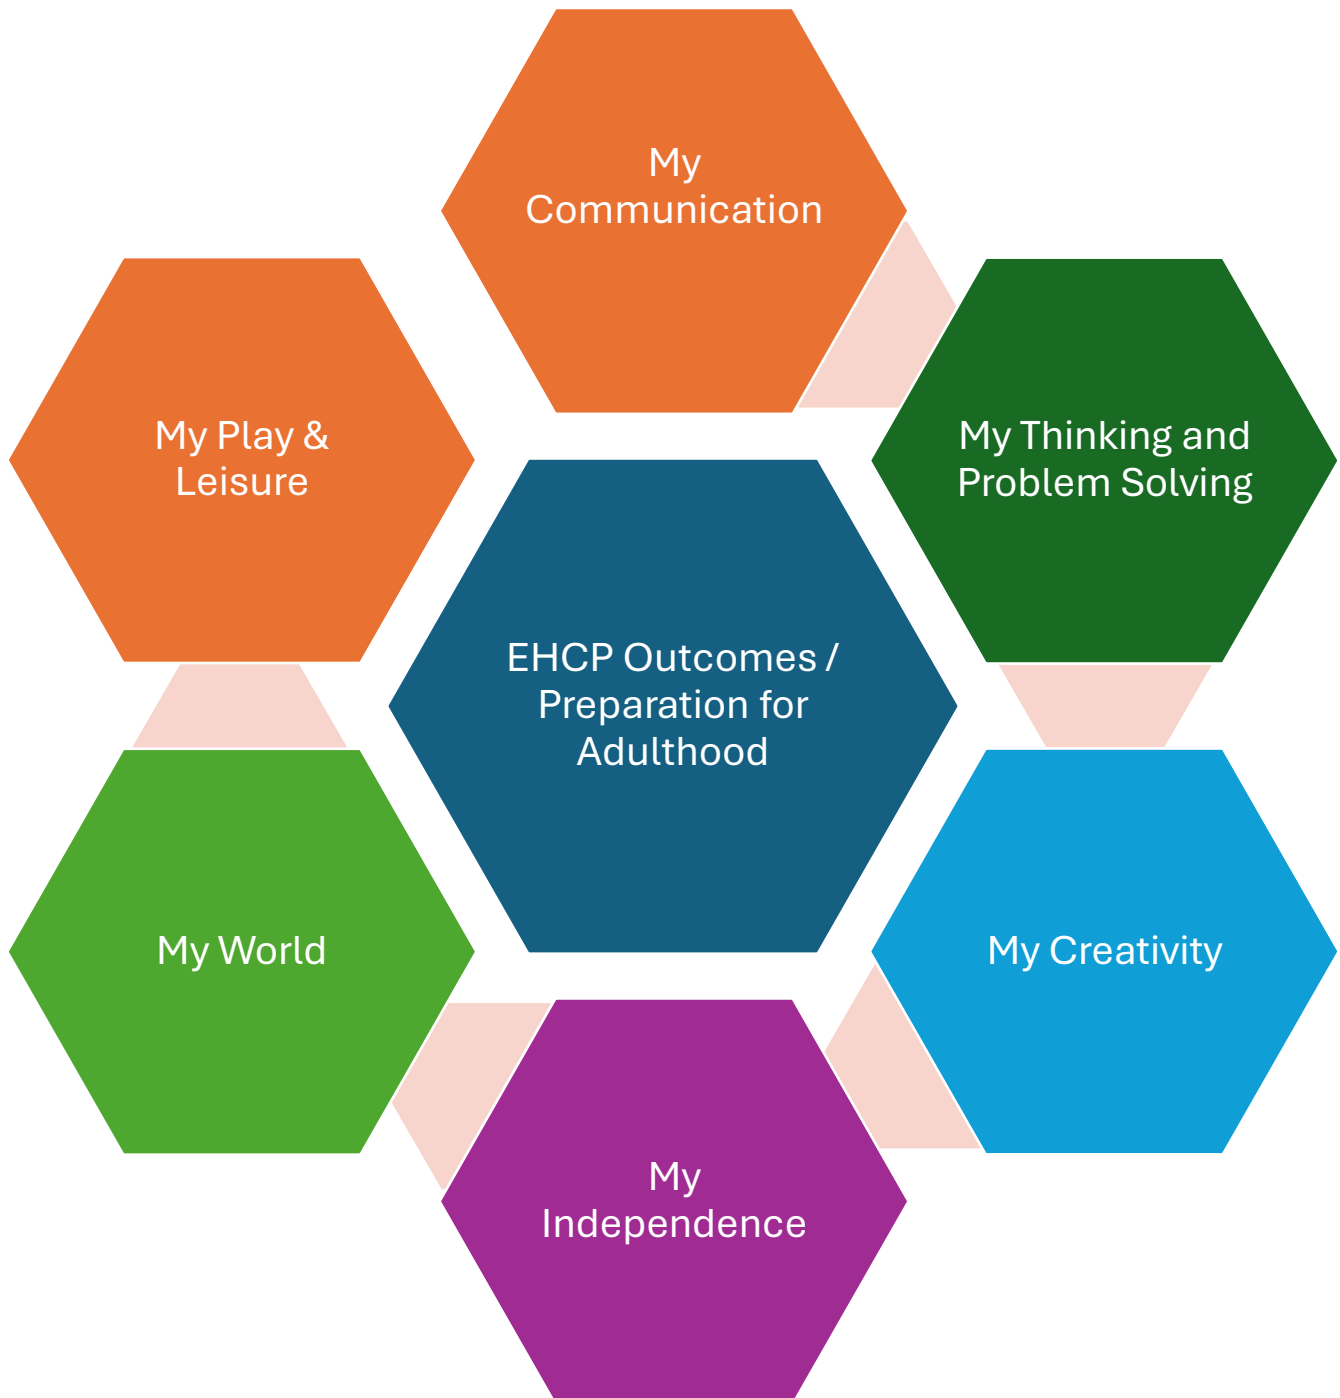 My
Communication
My Thinking and
Problem Solving
My Play &
Leisure
EHCP Outcomes /
Preparation for
Adulthood
My World
My Creativity
My
Independence